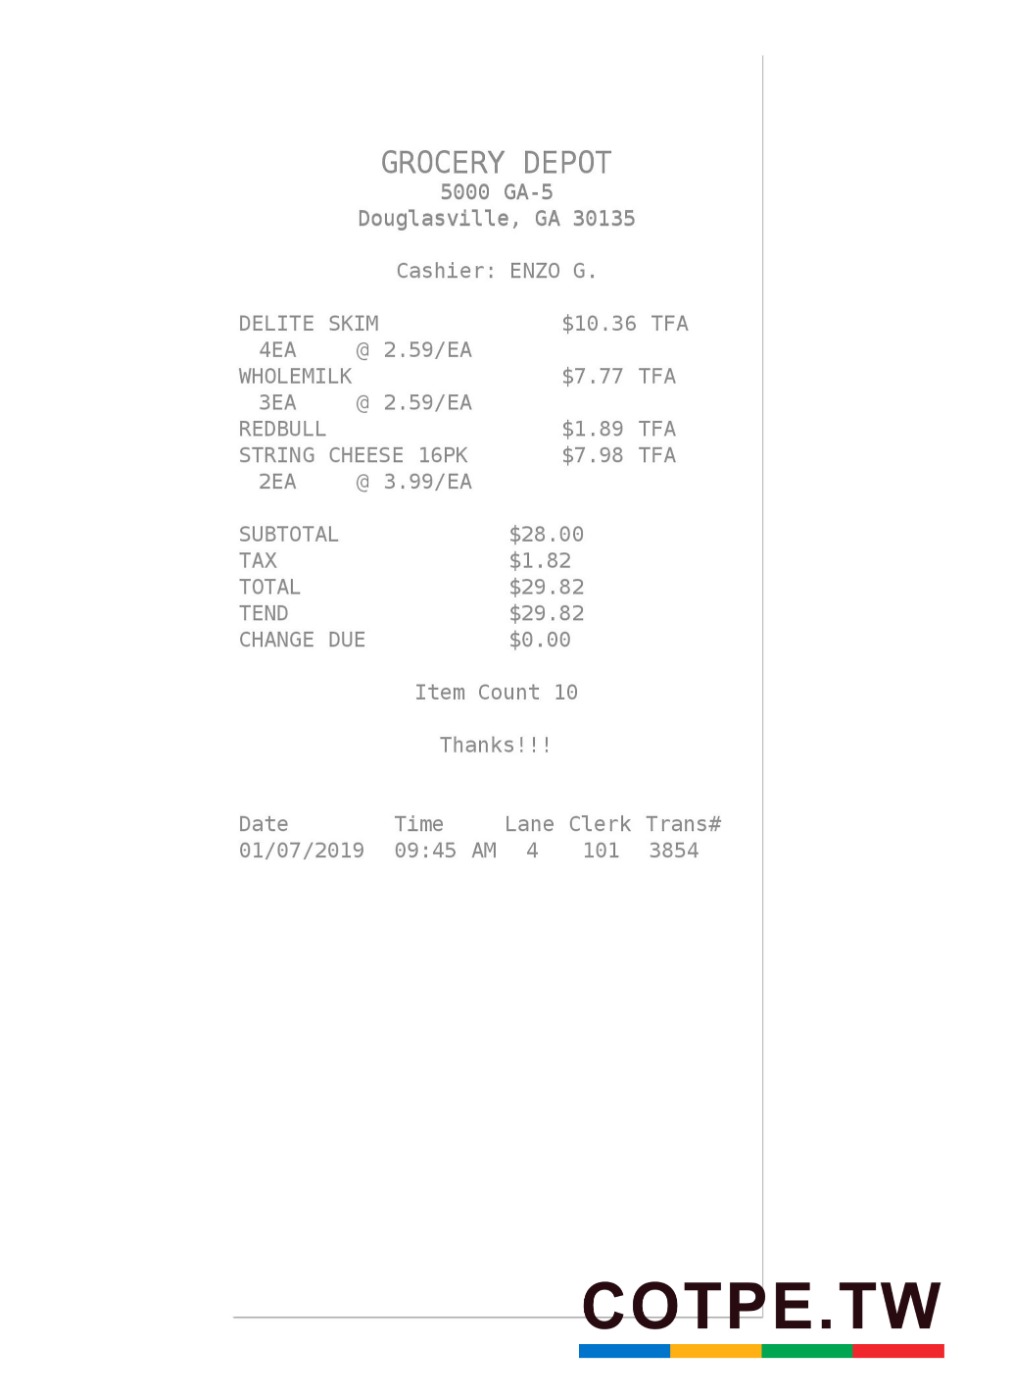 GROCERY DEPOT
5000 GA-5
Douglasville, GA 30135
Cashier: ENZO G.
DELITE SKIM $10.36 TFA
4EA @ 2.59/EA
WHOLEMILK $7.77 TFA
3EA @ 2.59/EA
REDBULL $1.89 TFA
STRING CHEESE 16PK $7.98 TFA
2EA @ 3.99/EA
SUBTOTAL $28.00
TAX $1.82
TOTAL $29.82
TEND $29.82
CHANGE DUE $0.00
Item Count 10
Thanks!!!
Date Time Lane Clerk Trans#
01/07/2019 09:45 AM 4 101 3854
COTPE.TW